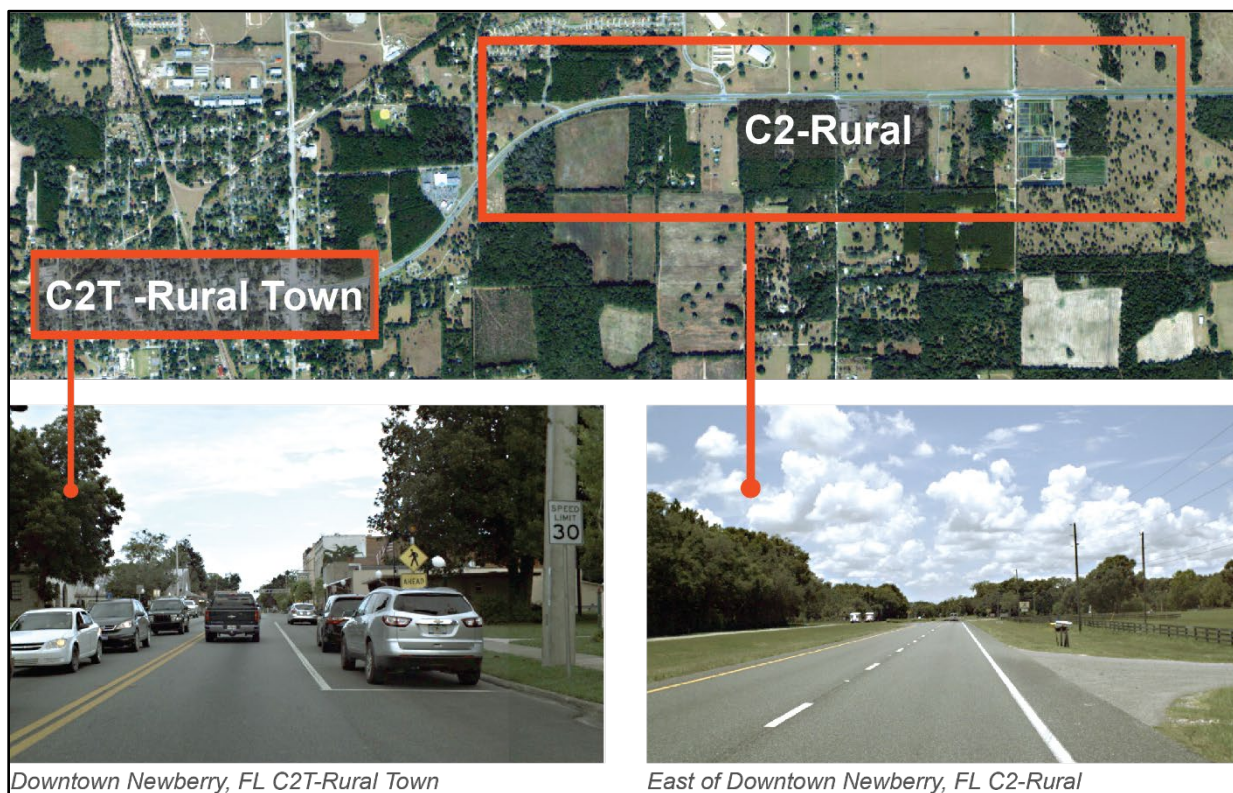 C2-Rural
C2T -Rural Town
SPEED
LIMIT
30
AHEAD
Downtown Newberry, FL C2T-Rural Town
East of Downtown Newberry, FL C2-Rural